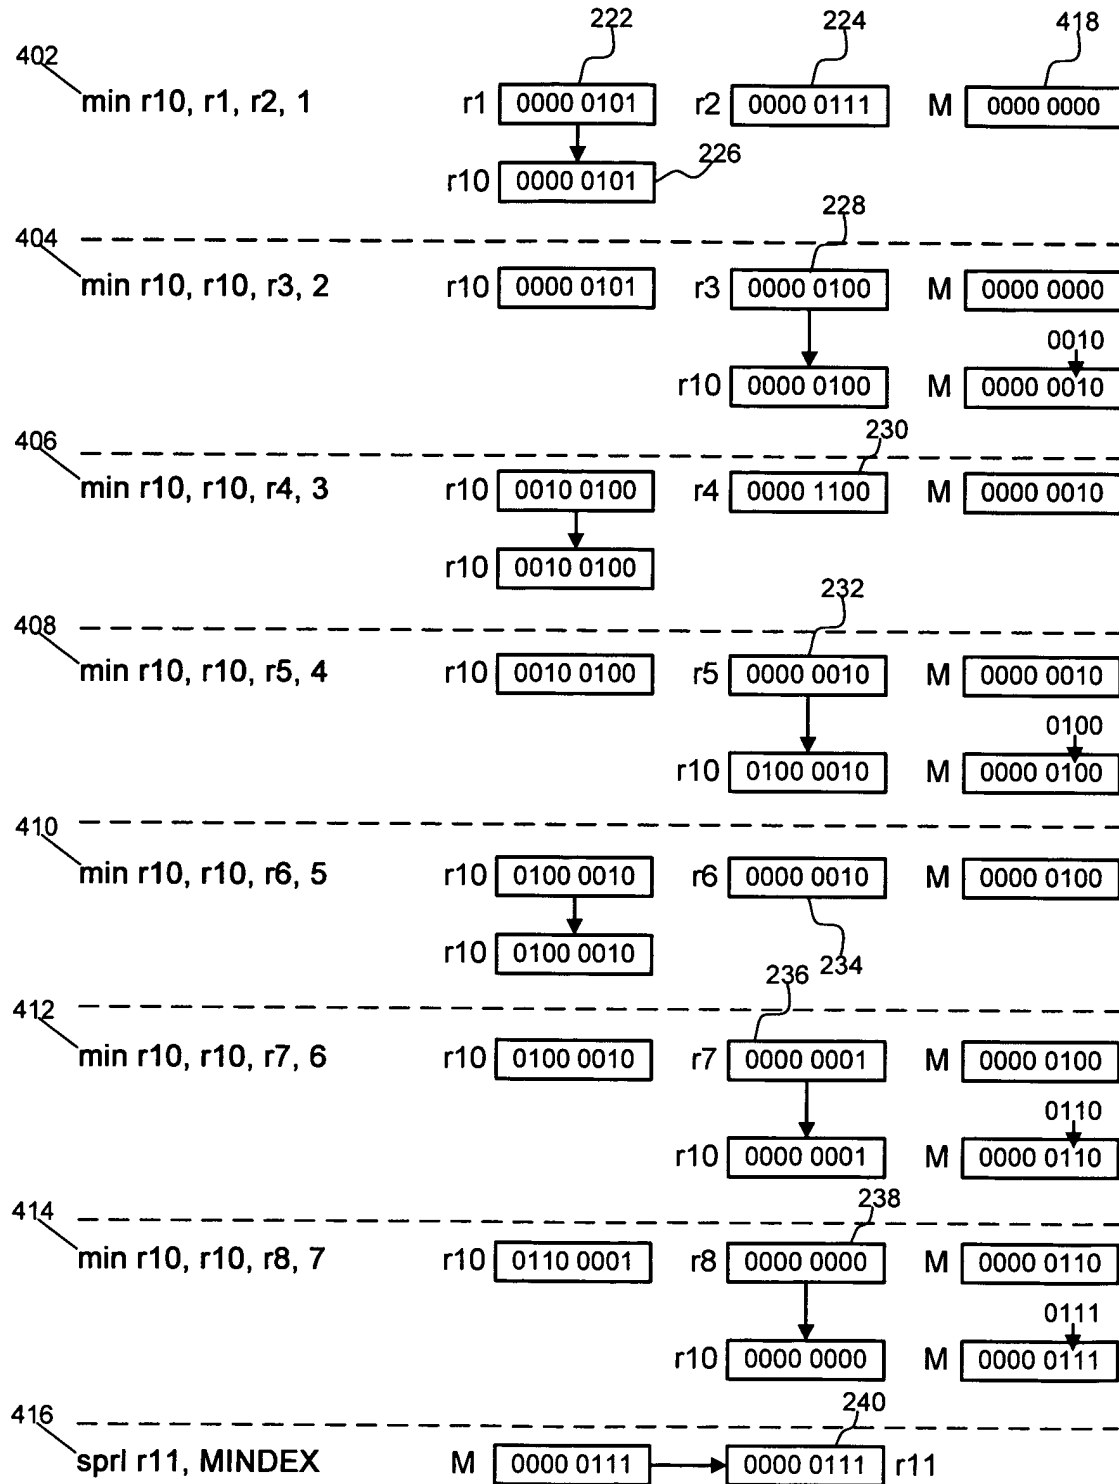 222 224 418
402
min r10, r1, r2, 1 r1 0000 0101 r2 0000 0111 M 0000 0000
r10 0000 0101 226
228
404
min r10, r10, r3, 2 r10 0000 0101 r3 0000 0100 M 0000 0000
0010
r10 0000 0100 M 0000 0010
406 230
min r10, r10, r4, 3 r10 0010 0100 r4 0000 1100 M 0000 0010
r10 0010 0100
232
408
min r10, r10, r5, 4 r10 0010 0100 r5 0000 0010 M 0000 0010
0100
r10 0100 0010 M 0000 0100
410
min r10, r10, r6, 5 r10 0100 0010 r6 0000 0010 M 0000 0100
r10 0100 0010 234
236
412
min r10, r10, r7, 6 r10 0100 0010 r7 0000 0001 M 0000 0100
0110
r10 0000 0001 M 0000 0110
414 238
min r10, r10, r8, 7 r10 0110 0001 r8 0000 0000 M 0000 0110
0111
r10 0000 0000 M 0000 0111
416 240
sprl r11, MINDEX M 0000 0111 0000 0111 r11